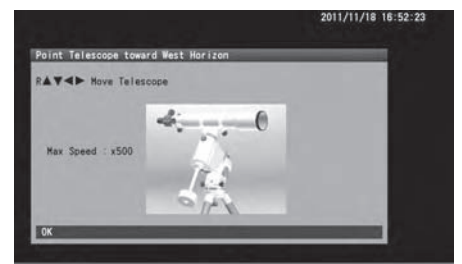 2011/11/18 16:52:23
Point Telescope toward West Horizon
R▲▼◀▶ Move Telescope
Max Speed : x500
OK